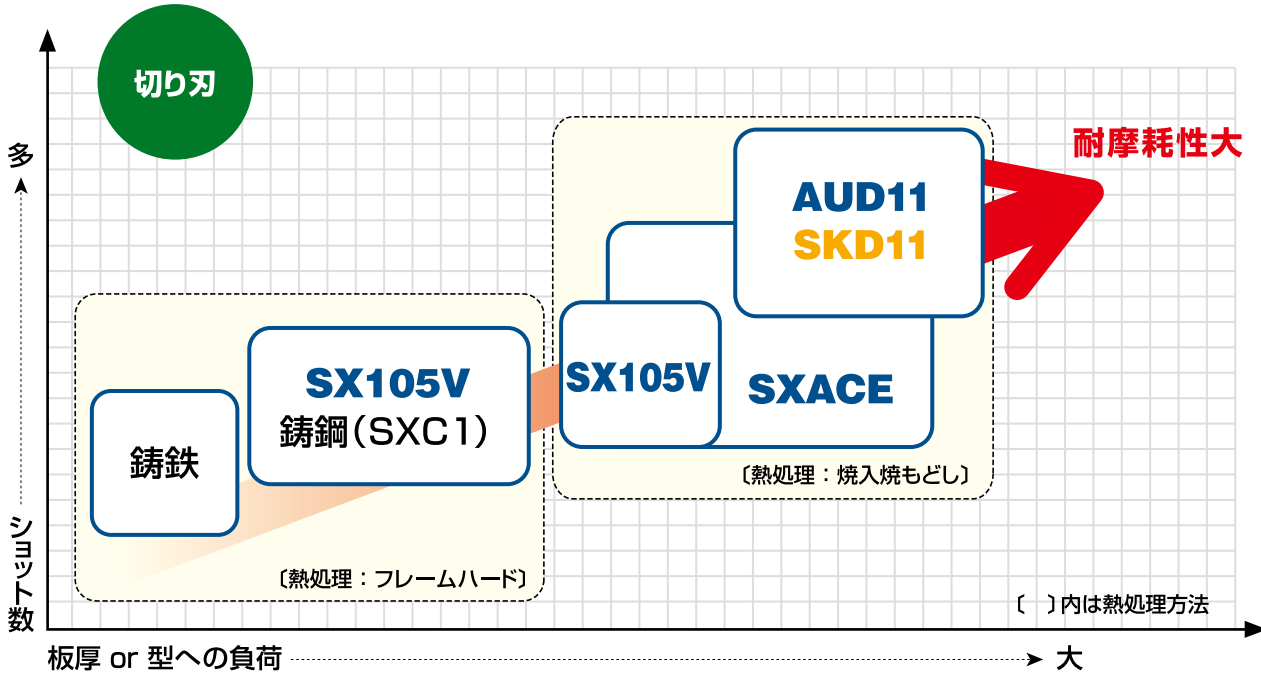 切り刃
耐摩耗性大
多
ショット数
AUD11
SKD11
SX105V
SXACE
〔熱処理:焼入焼もどし〕
SX105V
鋳鋼(SXC1)
鋳鉄
〔熱処理:フレームハード〕
〔　〕内は熱処理方法
板厚 or 型への負荷
大